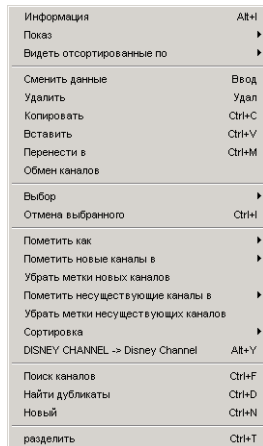 Информация Alt+I
Показ
Видеть отсортированные по
Сменить данные Ввод
Удалить Удал
Копировать Ctrl+C
Вставить Ctrl+V
Перенести в Ctrl+M
Обмен каналов
Выбор
Отмена выбранного Ctrl+I
Пометить как
Пометить новые каналы в
Убрать метки новых каналов
Пометить несуществующие каналы в
Убрать метки несуществующих каналов
Сортировка
DISNEY CHANNEL -> Disney Channel Alt+Y
Поиск каналов Ctrl+F
Найти дубликаты Ctrl+D
Новый Ctrl+N
разделить Ctrl+T